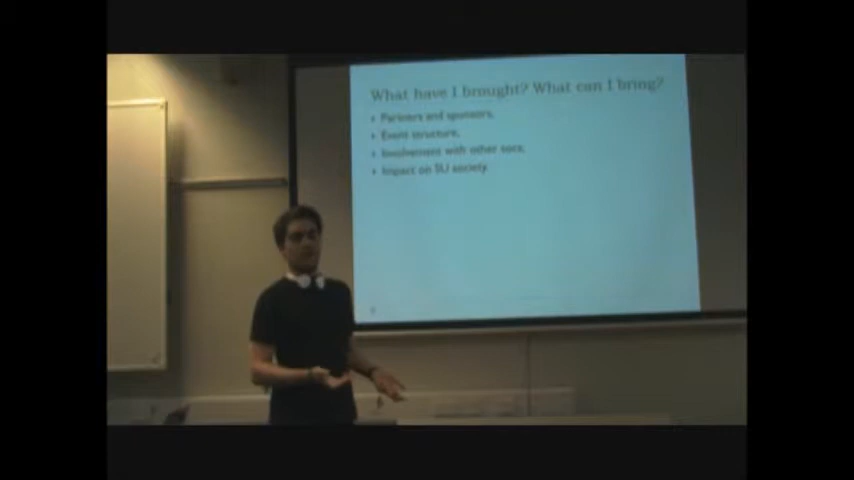 What have I brought? What can I bring?
Partners and sponsors.
Event structure.
Involvement with other socs.
Impact on SU society.